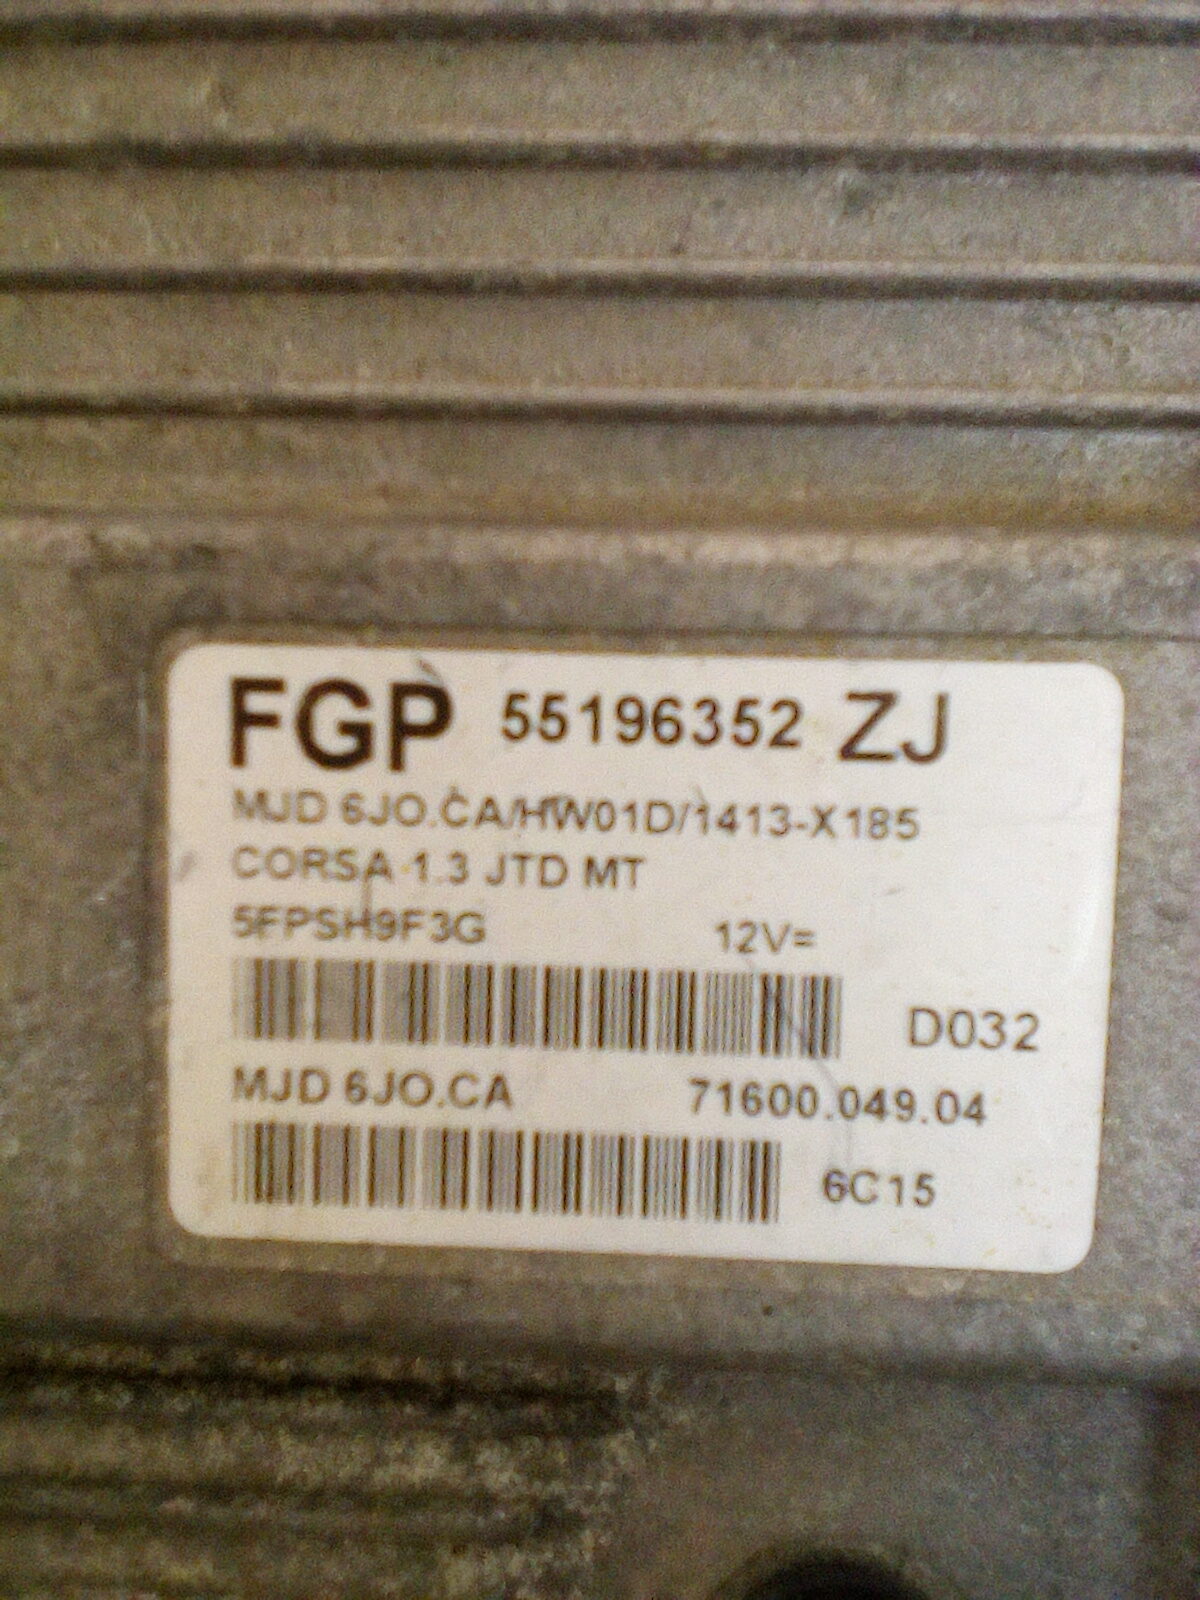 FGP 55196352 ZJ
MJD 6JO.CA/HW01D/1413-X185
CORSA 1.3 JTD MT
5FPSH9F3G 12V=
D032
MJD 6JO.CA 71600.049.04
6C15